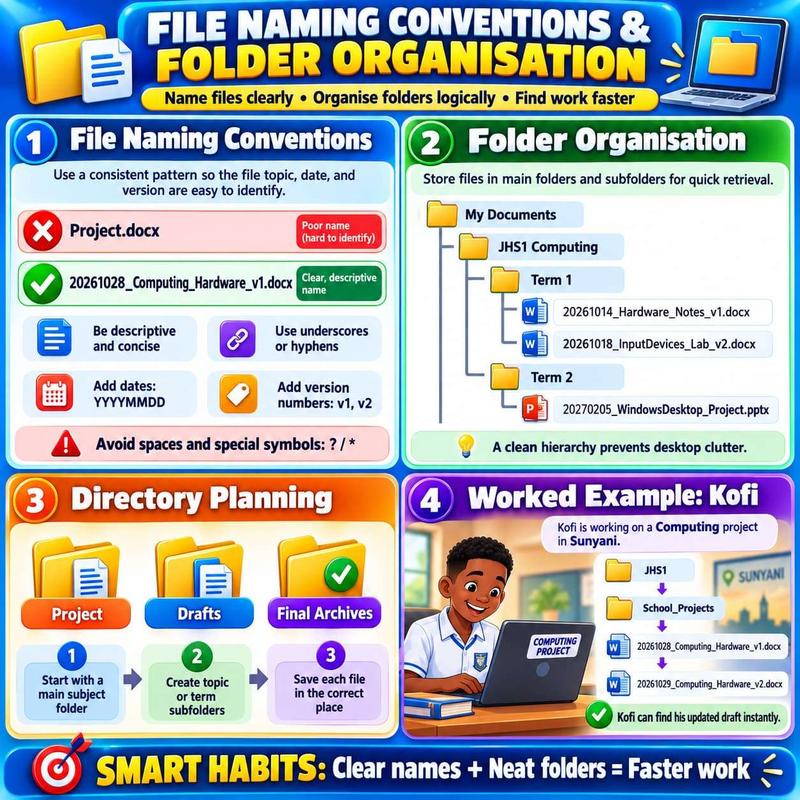 FILE NAMING CONVENTIONS &
FOLDER ORGANISATION
Name files clearly • Organise folders logically • Find work faster
1 File Naming Conventions
Use a consistent pattern so the file topic, date, and
version are easy to identify.
Project.docx
Poor name
(hard to identify)
20261028_Computing_Hardware_v1.docx
Clear, descriptive
name
Be descriptive
and concise
Use underscores
or hyphens
Add dates:
YYYYMMDD
Add version
numbers: v1, v2
Avoid spaces and special symbols: ? / *
2 Folder Organisation
Store files in main folders and subfolders for quick retrieval.
My Documents
JHS1 Computing
Term 1
W 20261014_Hardware_Notes_v1.docx
W 20261018_InputDevices_Lab_v2.docx
Term 2
P 20270205_WindowsDesktop_Project.pptx
A clean hierarchy prevents desktop clutter.
3 Directory Planning
Project
Drafts
Final Archives
1
Start with a
main subject
folder
2
Create topic
or term
subfolders
3
Save each file
in the correct
place
4 Worked Example: Kofi
Kofi is working on a Computing project
in Sunyani.
COMPUTING
PROJECT
SUNYANI
JHS1
School_Projects
W 20261028_Computing_Hardware_v1.docx
W 20261029_Computing_Hardware_v2.docx
Kofi can find his updated draft instantly.
SMART HABITS: Clear names + Neat folders = Faster work